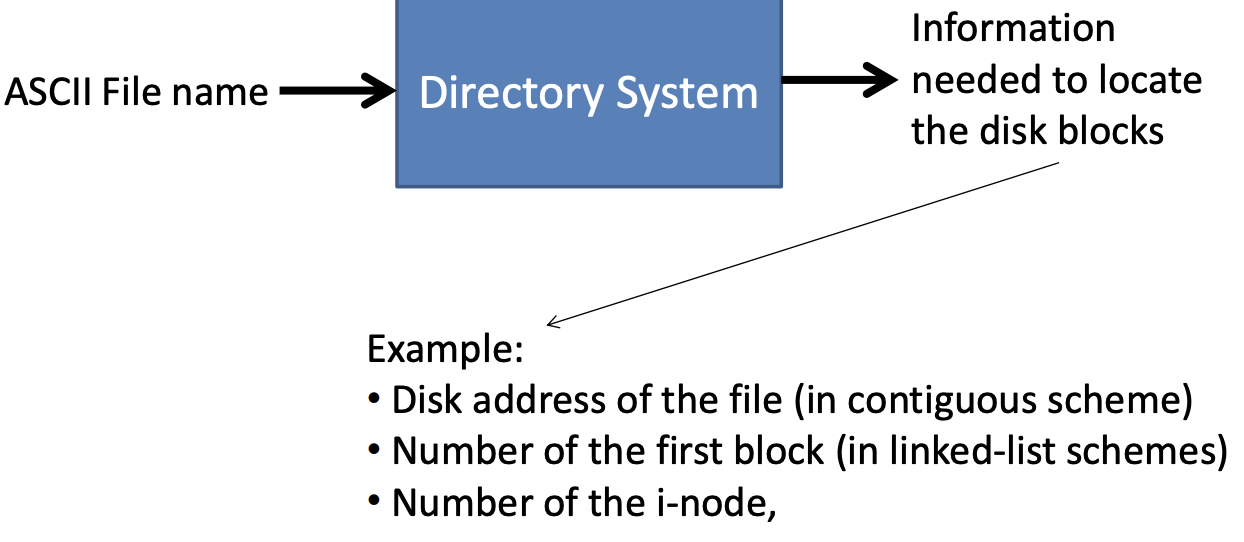 ASCII File name
Directory System
Information
needed to locate
the disk blocks
Example:
• Disk address of the file (in contiguous scheme)
• Number of the first block (in linked-list schemes)
• Number of the i-node,